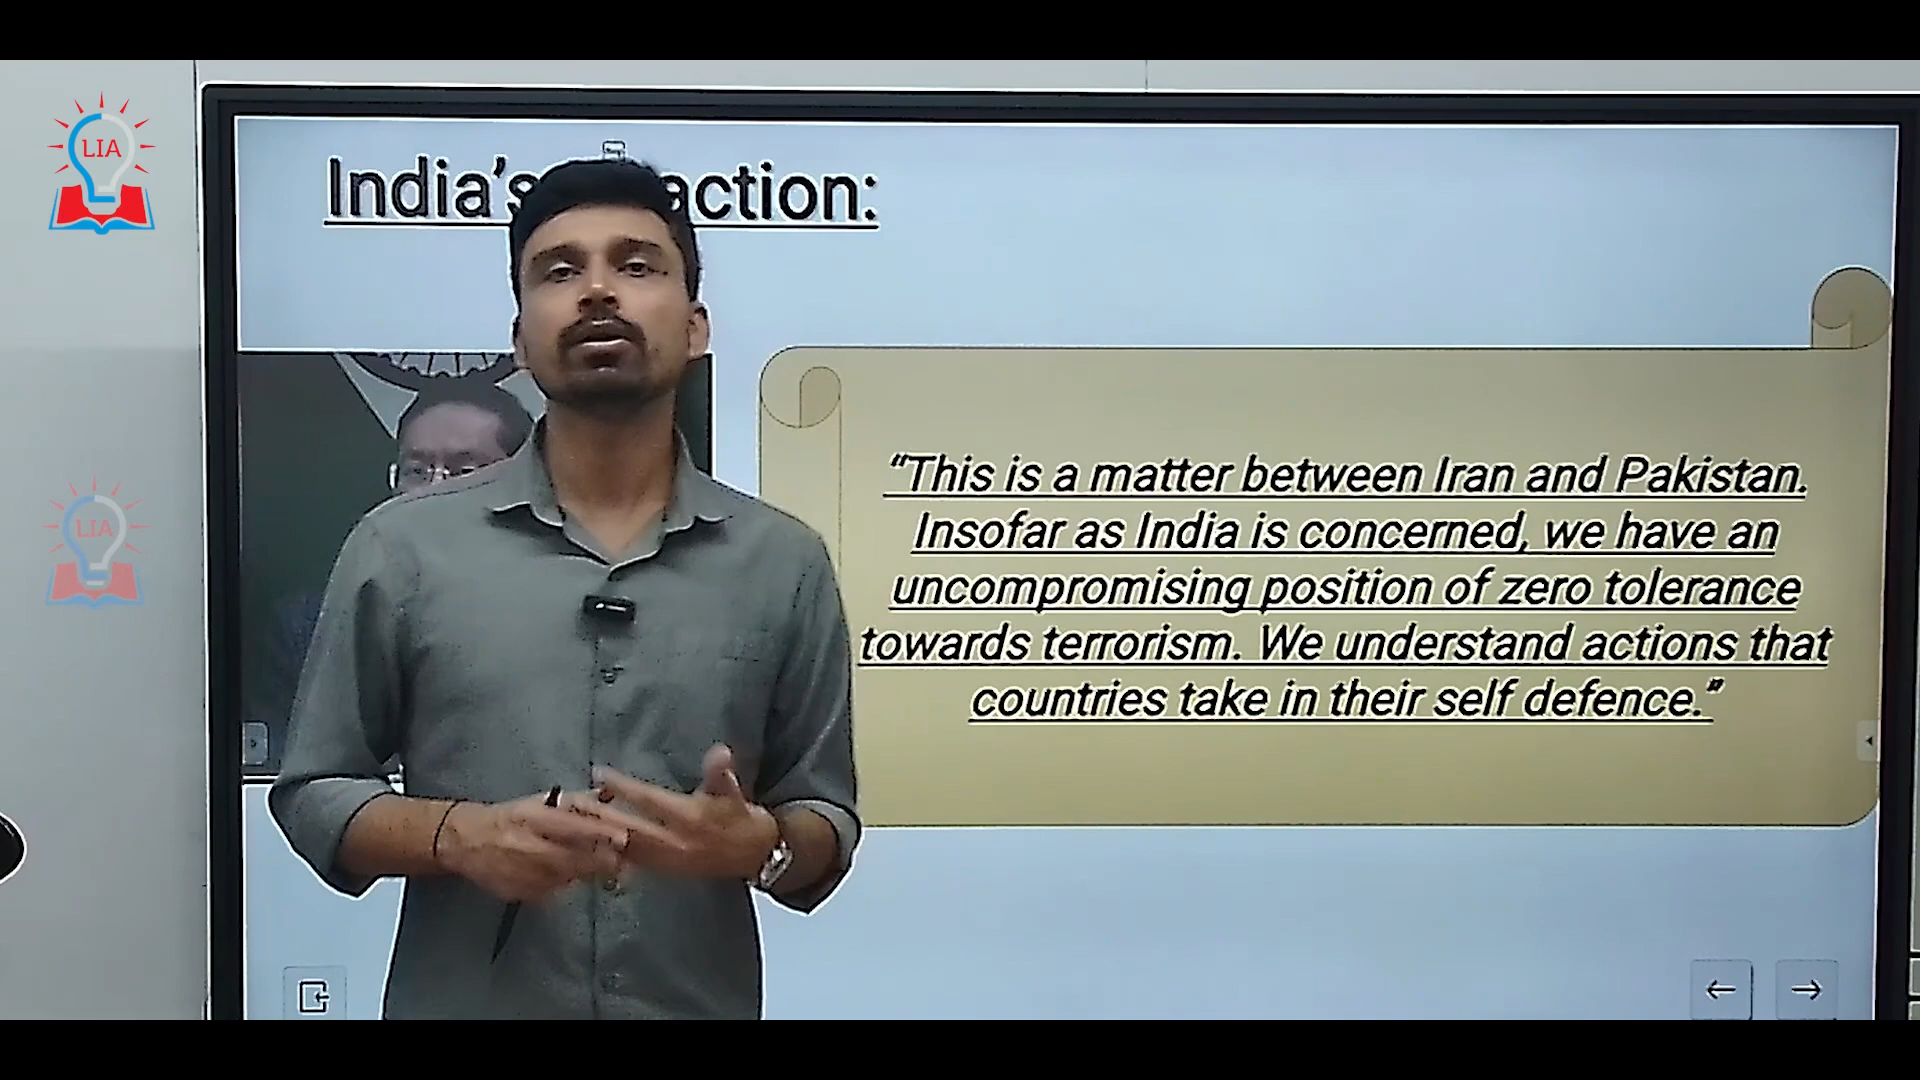 LIA
India's action:
LIA
“This is a matter between Iran and Pakistan.
Insofar as India is concerned, we have an
uncompromising position of zero tolerance
towards terrorism. We understand actions that
countries take in their self defence.”